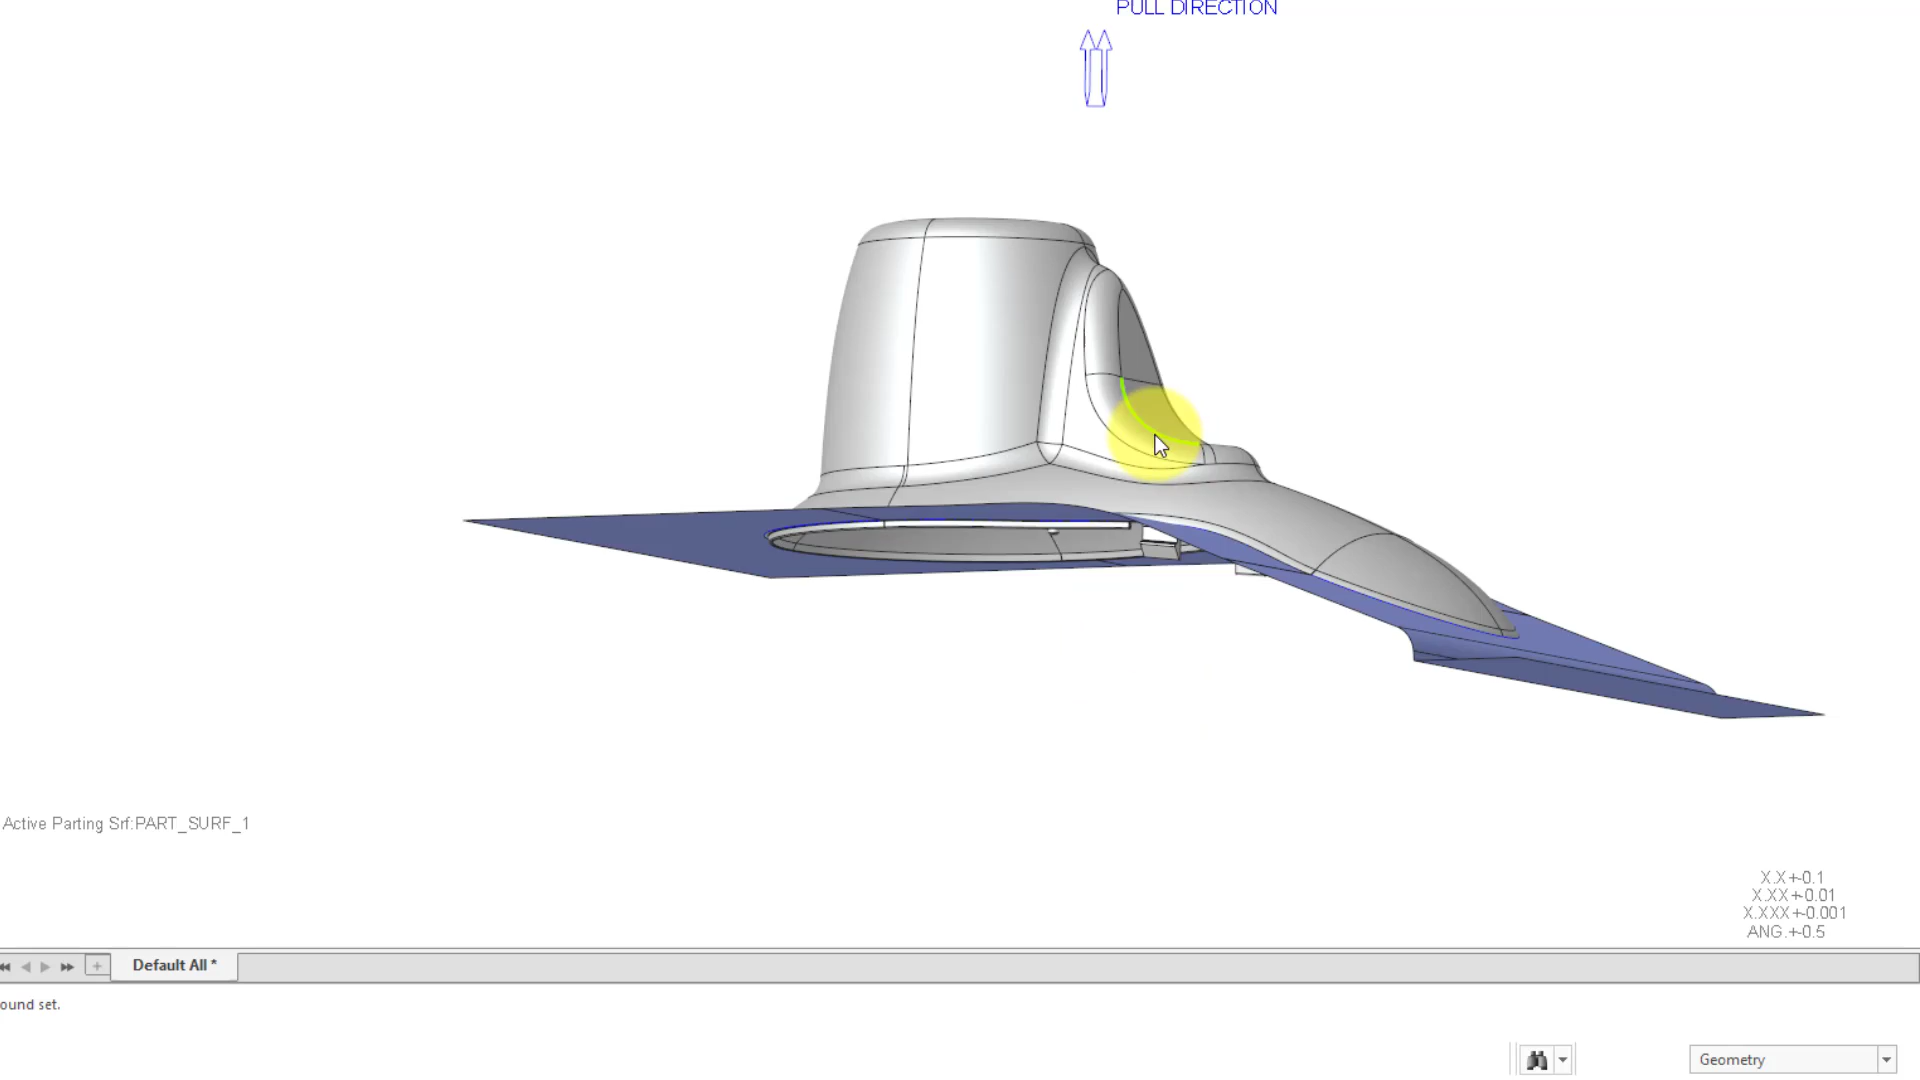 PULL DIRECTION
Active Parting Srf:PART_SURF_1
X.X+-0.1
X.XX+-0.01
X.XXX+-0.001
ANG.+-0.5
Default All *
ound set.
Geometry